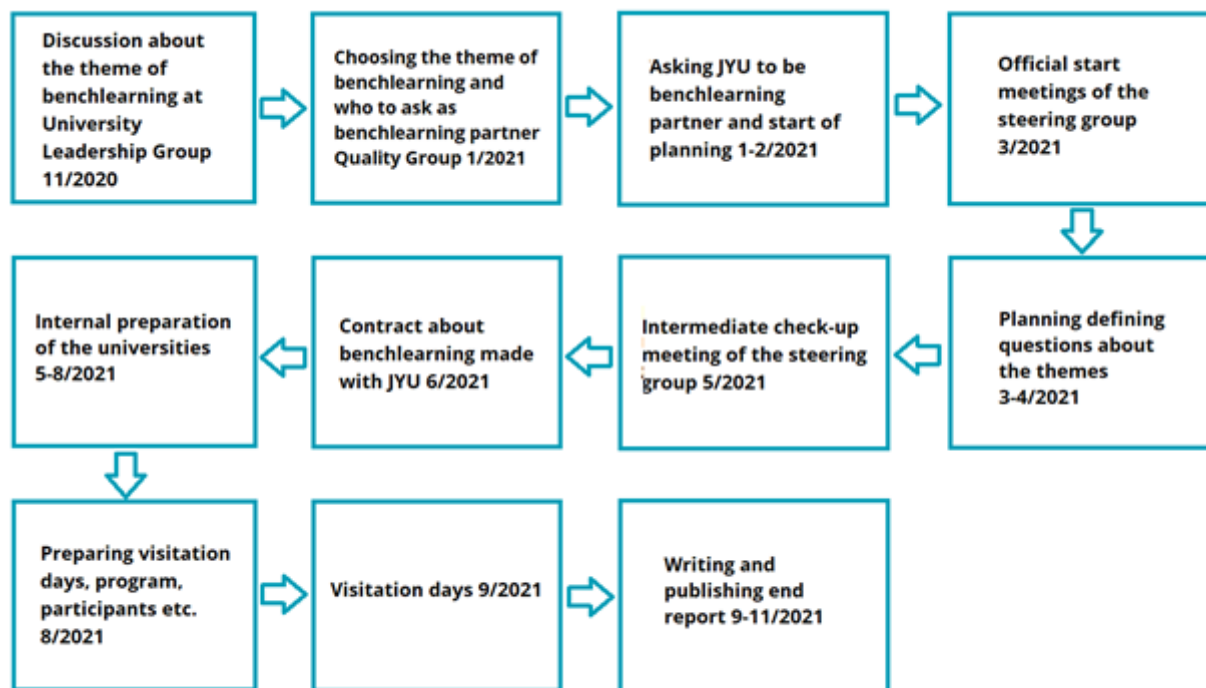 Discussion about
the theme of
benchlearning at
University
Leadership Group
11/2020
Choosing the theme of
benchlearning and
who to ask as
benchlearning partner
Quality Group 1/2021
Asking JYU to be
benchlearning
partner and start of
planning 1-2/2021
Official start
meetings of the
steering group
3/2021
Planning defining
questions about
the themes
3-4/2021
Intermediate check-up
meeting of the steering
group 5/2021
Contract about
benchlearning made
with JYU 6/2021
Internal preparation
of the universities
5-8/2021
Preparing visitation
days, program,
participants etc.
8/2021
Visitation days 9/2021
Writing and
publishing end
report 9-11/2021